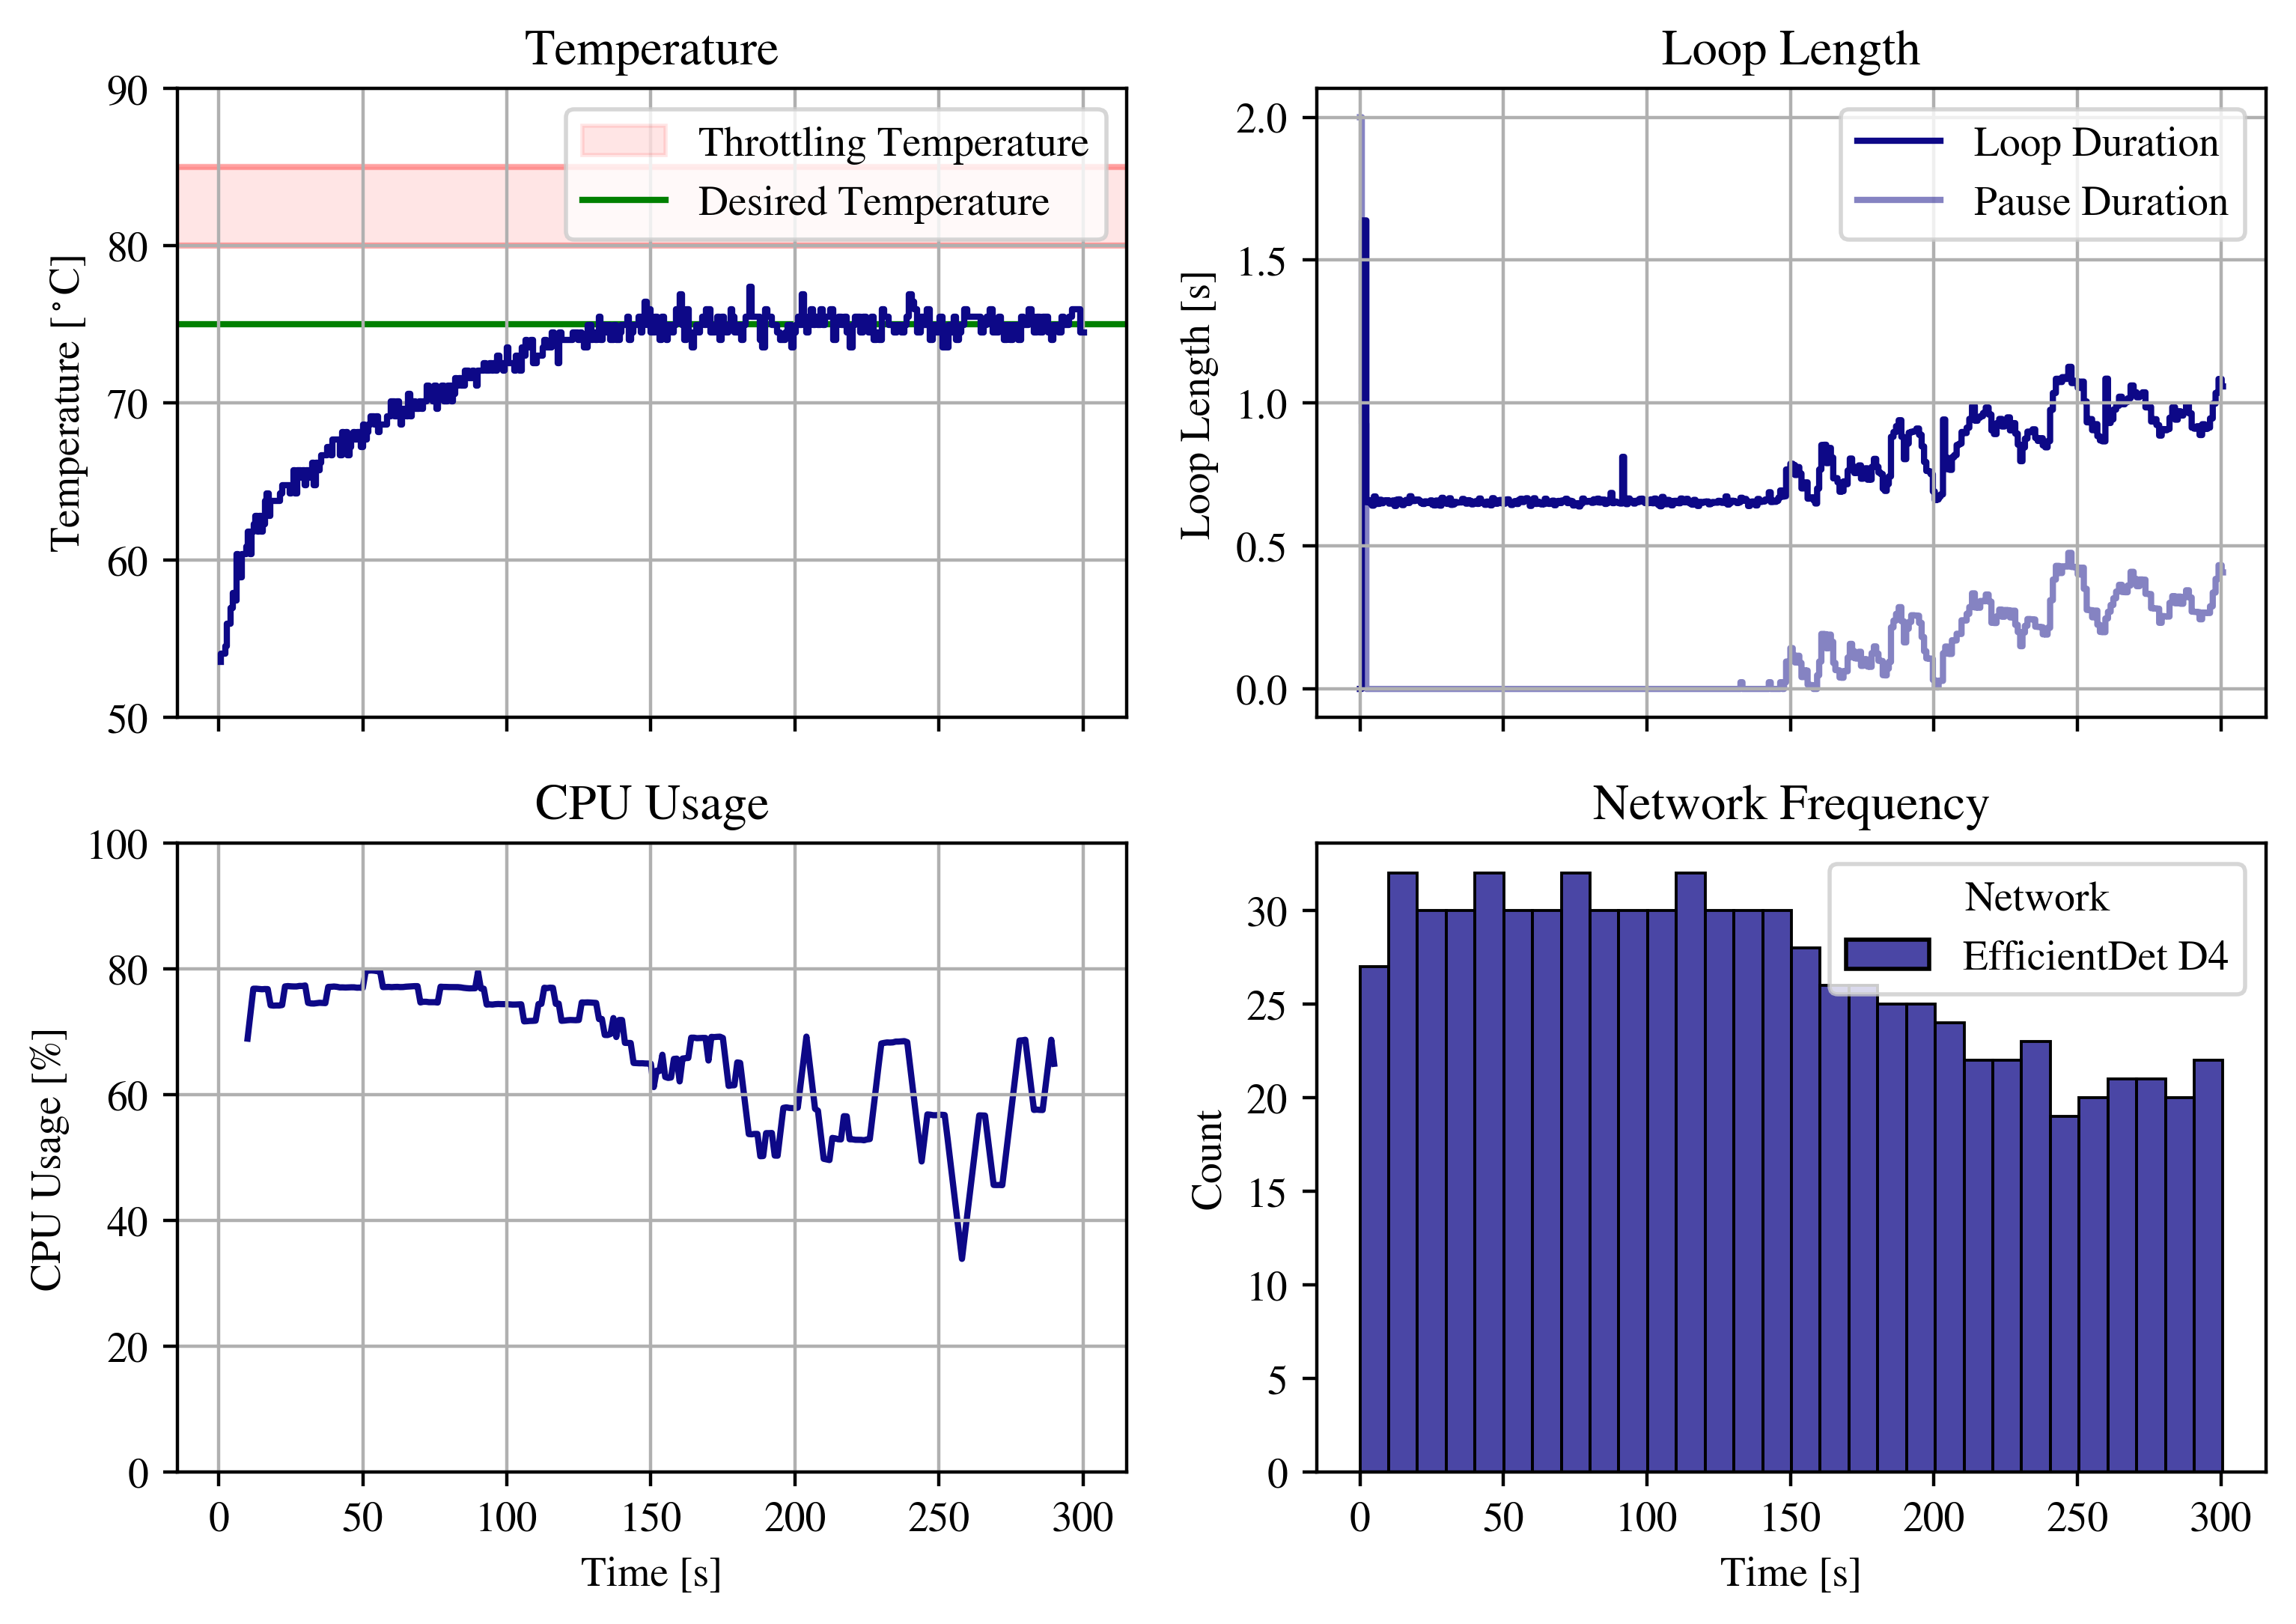 Temperature
90
80
70
60
50
Temperature [°C]
Throttling Temperature
Desired Temperature
Loop Length
2.0
1.5
1.0
0.5
0.0
Loop Length [s]
Loop Duration
Pause Duration
CPU Usage
100
80
60
40
20
0
CPU Usage [%]
0 50 100 150 200 250 300
Time [s]
Network Frequency
30
25
20
15
10
5
0
Count
Network
EfficientDet D4
0 50 100 150 200 250 300
Time [s]